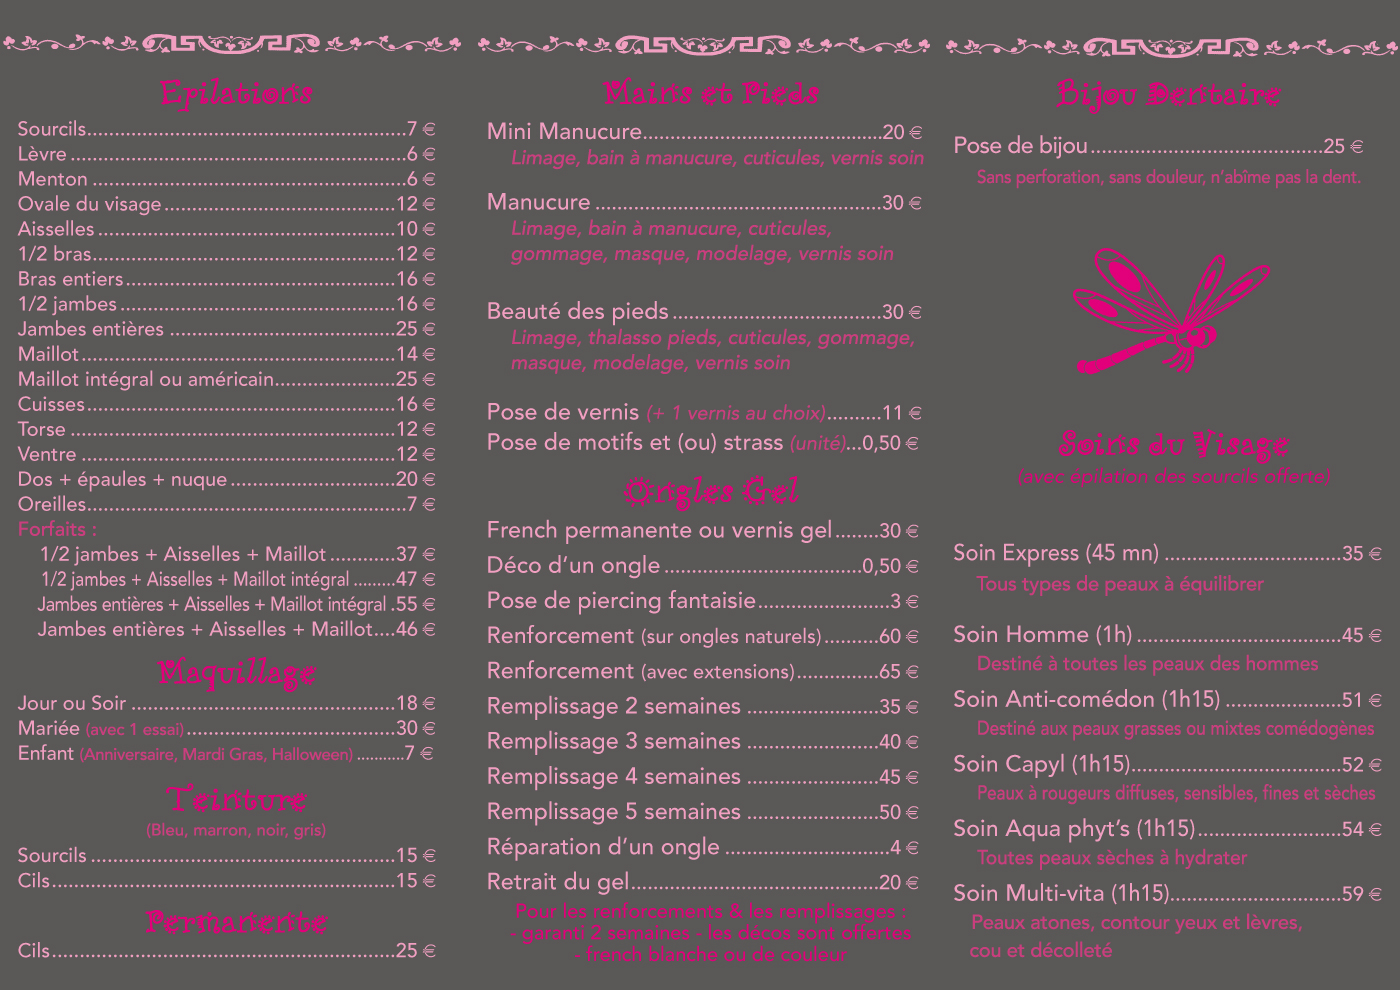 Epilations
Sourcils...........................................................7 €
Lèvre .............................................................6 €
Menton .........................................................6 €
Ovale du visage...........................................12 €
Aisselles .......................................................10 €
1/2 bras........................................................12 €
Bras entiers..................................................16 €
1/2 jambes...................................................16 €
Jambes entières ..........................................25 €
Maillot..........................................................14 €
Maillot intégral ou américain......................25 €
Cuisses.........................................................16 €
Torse ............................................................12 €
Ventre ..........................................................12 €
Dos + épaules + nuque ..............................20 €
Oreilles...........................................................7 €
Forfaits :
1/2 jambes + Aisselles + Maillot ............37 €
1/2 jambes + Aisselles + Maillot intégral .........47 €
Jambes entières + Aisselles + Maillot intégral .55 €
Jambes entières + Aisselles + Maillot....46 €
Maquillage
Jour ou Soir .................................................18 €
Mariée (avec 1 essai).......................................30 €
Enfant (Anniversaire, Mardi Gras, Halloween) ...........7 €
Teinture
(Bleu, marron, noir, gris)
Sourcils ........................................................15 €
Cils...............................................................15 €
Permanente
Cils...............................................................25 €
Mains et Pieds
Mini Manucure............................................20 €
Limage, bain à manucure, cuticules, vernis soin
Manucure ....................................................30 €
Limage, bain à manucure, cuticules,
gommage, masque, modelage, vernis soin
Beauté des pieds .......................................30 €
Limage, thalasso pieds, cuticules, gommage,
masque, modelage, vernis soin
Pose de vernis (+ 1 vernis au choix)..........11 €
Pose de motifs et (ou) strass (unité)...0,50 €
Ongles Gel
French permanente ou vernis gel........30 €
Déco d’un ongle ....................................0,50 €
Pose de piercing fantaisie........................3 €
Renforcement (sur ongles naturels)..........60 €
Renforcement (avec extensions)...............65 €
Remplissage 2 semaines ........................35 €
Remplissage 3 semaines ........................40 €
Remplissage 4 semaines ........................45 €
Remplissage 5 semaines ........................50 €
Réparation d’un ongle ..............................4 €
Retrait du gel.............................................20 €
Pour les renforcements & les remplissages :
- garanti 2 semaines - les décos sont offertes
- french blanche ou de couleur
Bijou Dentaire
Pose de bijou...........................................25 €
Sans perforation, sans douleur, n’abîme pas la dent.
Soins du Visage
(avec épilation des sourcils offerte)
Soin Express (45 mn) ................................35 €
Tous types de peaux à équilibrer
Soin Homme (1h) .....................................45 €
Destiné à toutes les peaux des hommes
Soin Anti-comédon (1h15) .....................51 €
Destiné aux peaux grasses ou mixtes comédogènes
Soin Capyl (1h15)......................................52 €
Peaux à rougeurs diffuses, sensibles, fines et sèches
Soin Aqua phyt’s (1h15)..........................54 €
Toutes peaux sèches à hydrater
Soin Multi-vita (1h15)...............................59 €
Peaux atones, contour yeux et lèvres,
cou et décolleté